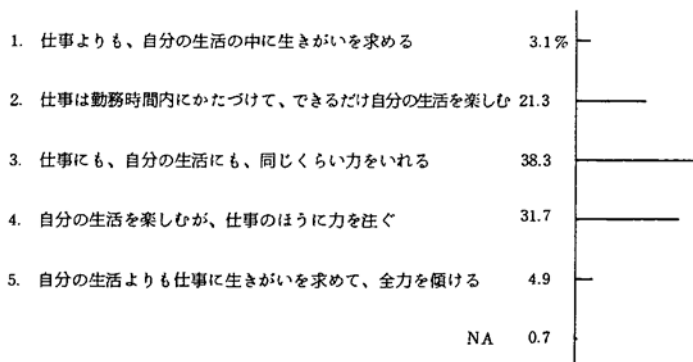 1. 仕事よりも、自分の生活の中に生きがいを求める 3.1%
2. 仕事は勤務時間内にかたづけて、できるだけ自分の生活を楽しむ 21.3
3. 仕事にも、自分の生活にも、同じくらい力をいれる 38.3
4. 自分の生活を楽しむが、仕事のほうに力を注ぐ 31.7
5. 自分の生活よりも仕事に生きがいを求めて、全力を傾ける 4.9
NA 0.7